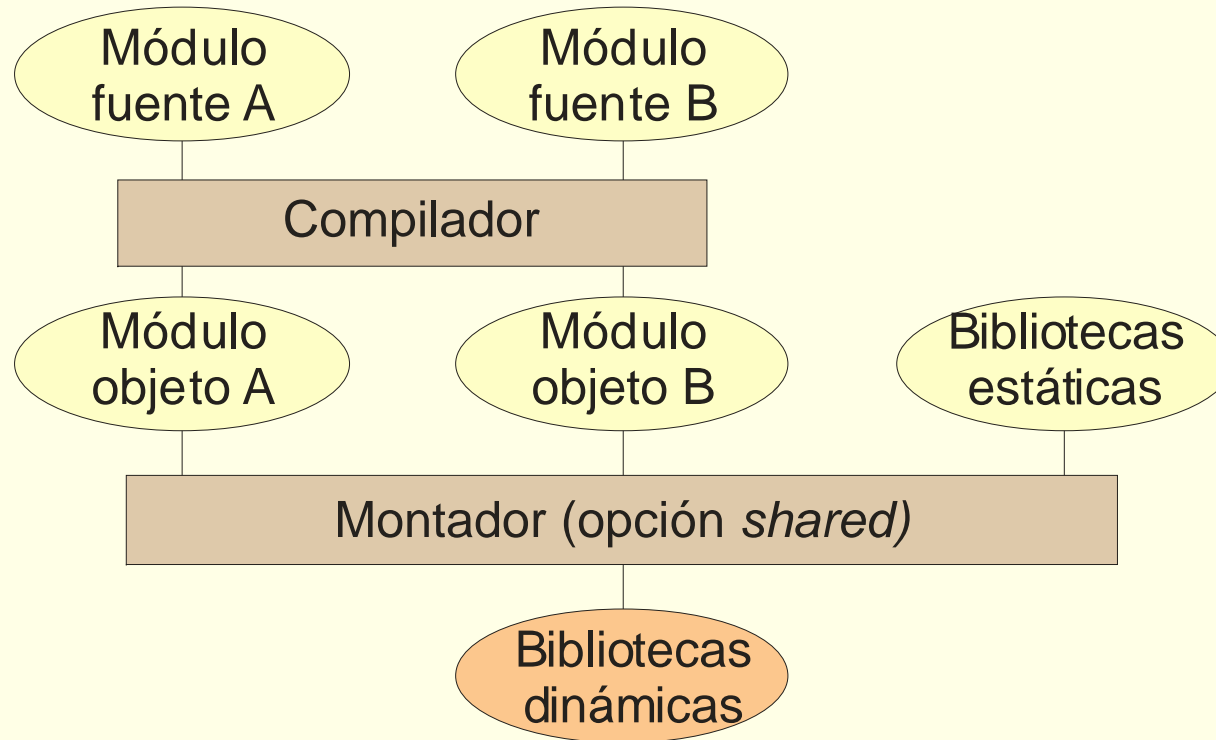 Módulo
fuente A
Módulo
fuente B
Compilador
Módulo
objeto A
Módulo
objeto B
Bibliotecas
estáticas
Montador (opción shared)
Bibliotecas
dinámicas